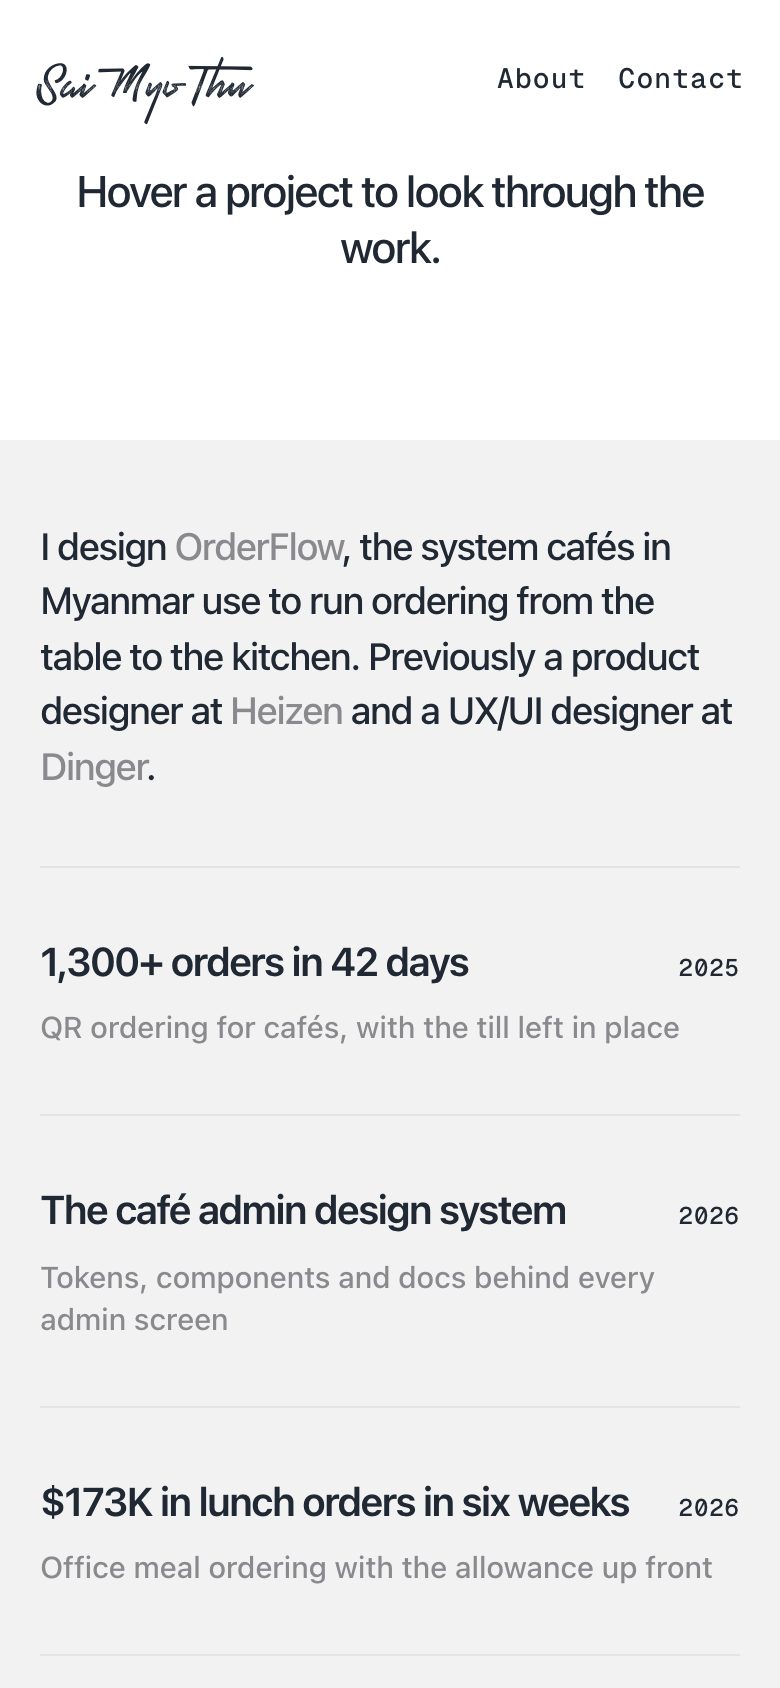 Sai Myo Thu
About Contact
Hover a project to look through the
work.
I design OrderFlow, the system cafés in
Myanmar use to run ordering from the
table to the kitchen. Previously a product
designer at Heizen and a UX/UI designer at
Dinger.
1,300+ orders in 42 days 2025
QR ordering for cafés, with the till left in place
The café admin design system 2026
Tokens, components and docs behind every
admin screen
$173K in lunch orders in six weeks 2026
Office meal ordering with the allowance up front